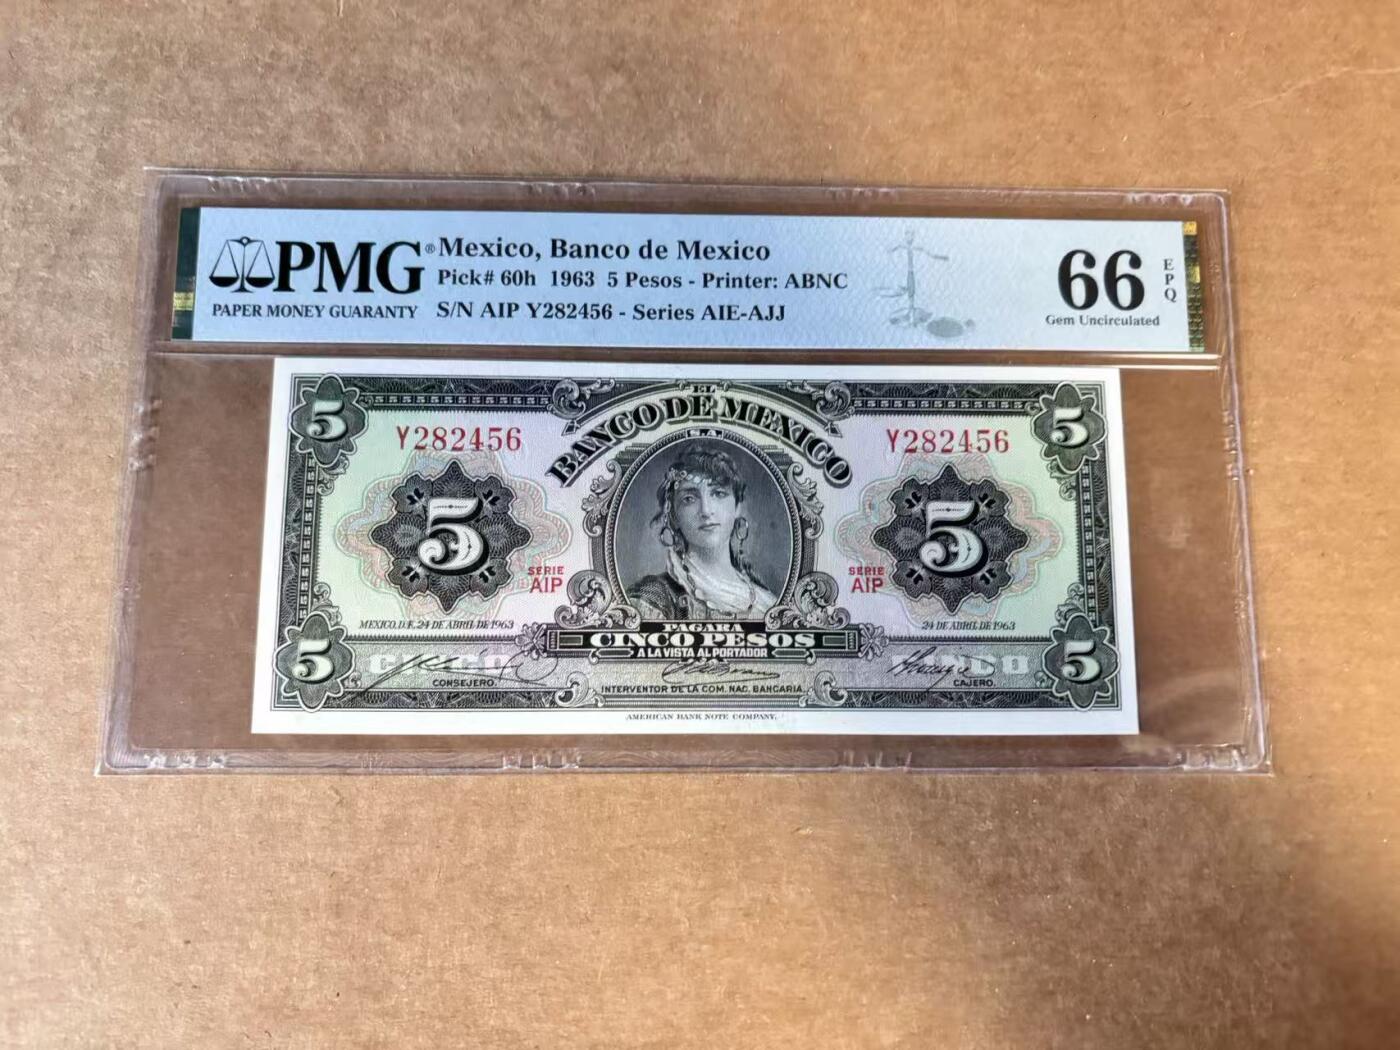 PMG®
PAPER MONEY GUARANTY
Mexico, Banco de Mexico
Pick# 60h 1963 5 Pesos - Printer: ABNC
S/N AIP Y282456 - Series AIE-AJJ
66
EPQ
Gem Uncirculated
5
5
EL
BANCO DE MEXICO
S.A.
Y282456
Y282456
5
5
SERIE
AIP
SERIE
AIP
MEXICO, D.F., 24 DE ABRIL DE 1963
24 DE ABRIL DE 1963
PAGARA
CINCO PESOS
A LA VISTA AL PORTADOR
5
5
CONSEJERO.
INTERVENTOR DE LA COM. NAC. BANCARIA.
CAJERO.
AMERICAN BANK NOTE COMPANY.